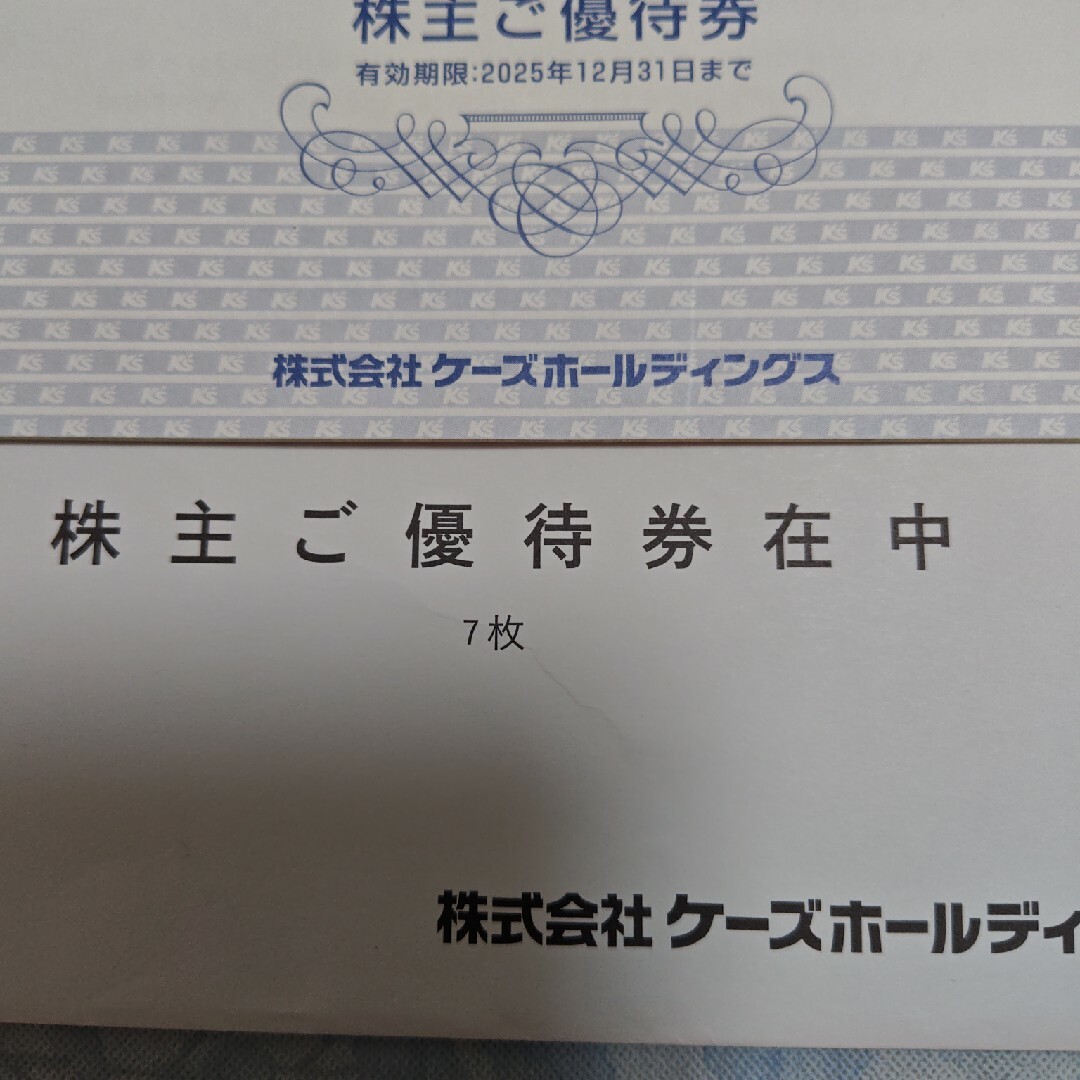 株主ご優待券
有効期限:2025年12月31日まで
株式会社 ケーズホールディングス
株主ご優待券在中
7枚
株式会社 ケーズホールディ